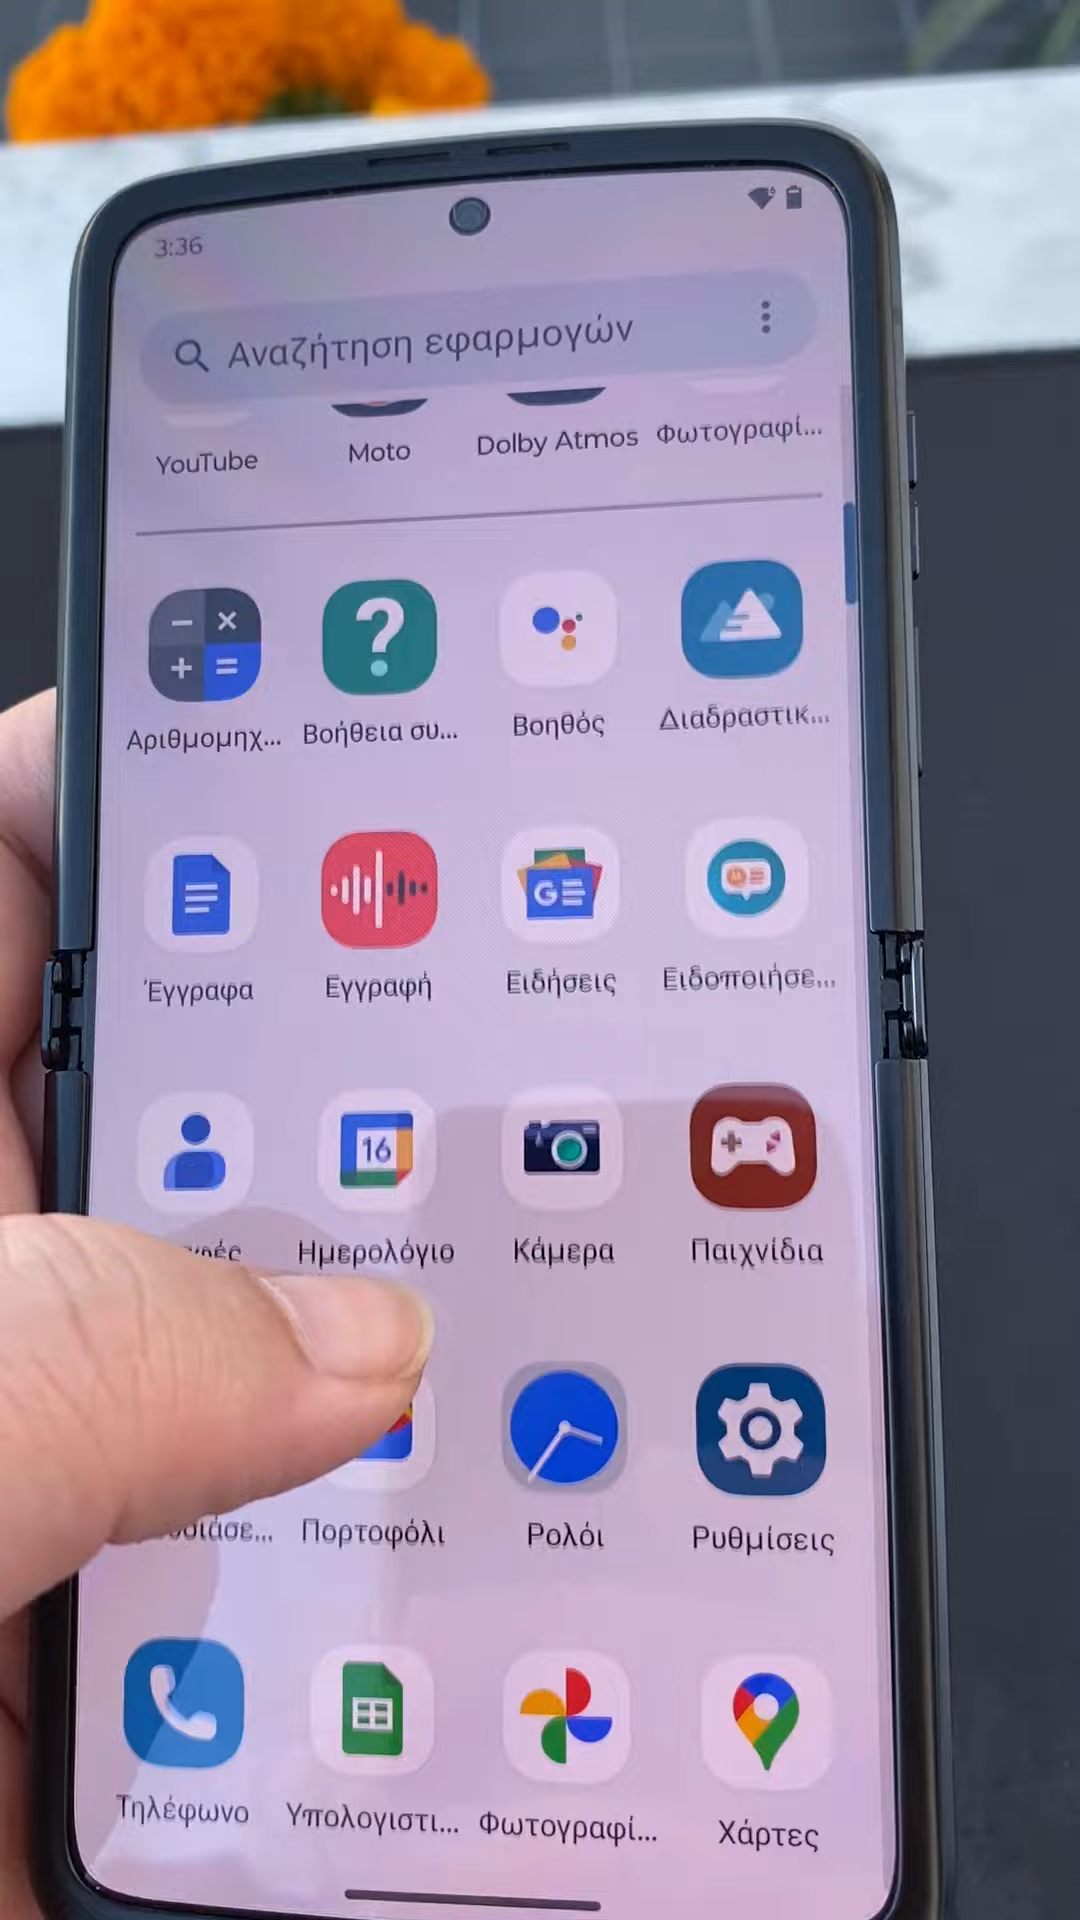 3:36
Αναζήτηση εφαρμογών
YouTube Moto Dolby Atmos Φωτογραφί...
Αριθμομηχ... Βοήθεια συ... Βοηθός Διαδραστικ...
G
Έγγραφα Εγγραφή Ειδήσεις Ειδοποιήσε...
16
Ημερολόγιο Κάμερα Παιχνίδια
Πορτοφόλι Ρολόι Ρυθμίσεις
Τηλέφωνο Υπολογιστι... Φωτογραφί... Χάρτες